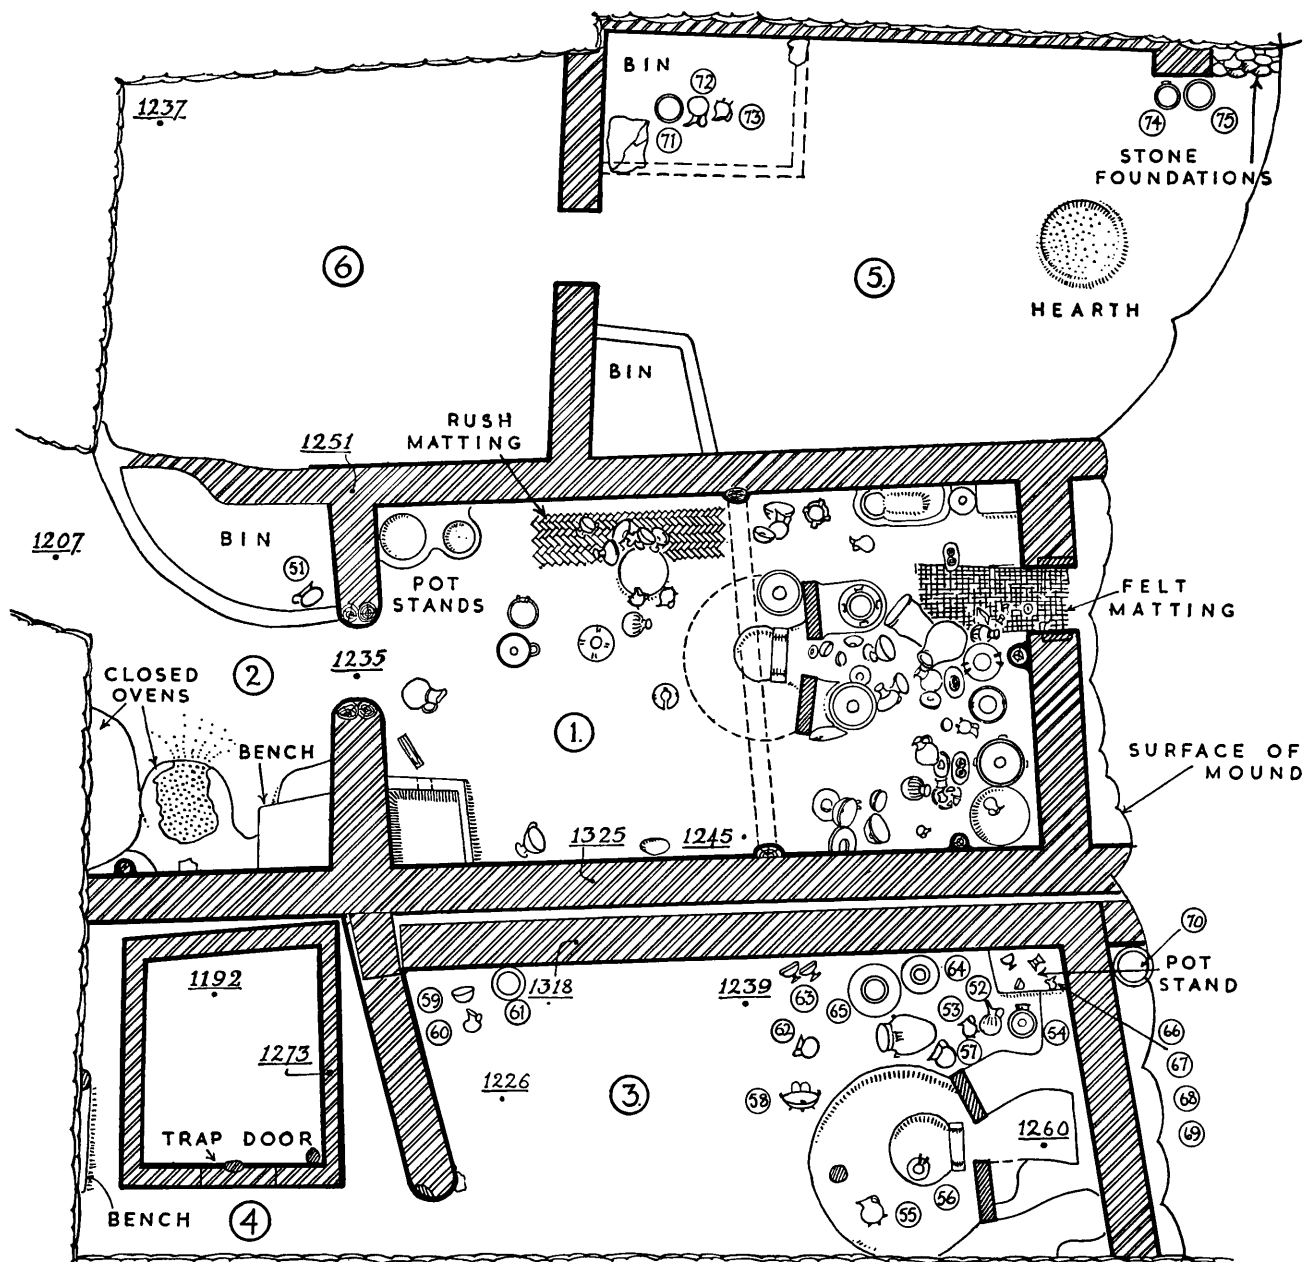 BIN
72
73
71
74
75
STONE
FOUNDATIONS
1237
6
5.
HEARTH
BIN
RUSH
MATTING
1251
1207
BIN
51
POT
STANDS
FELT
MATTING
1235
2
CLOSED
OVENS
BENCH
1.
SURFACE OF
MOUND
1325
1245
70
POT
STAND
1192
59
60
61
1318
1239
63
65
64
52
53
54
62
57
66
67
68
69
1273
1226
3.
58
1260
TRAP DOOR
56
55
BENCH
4